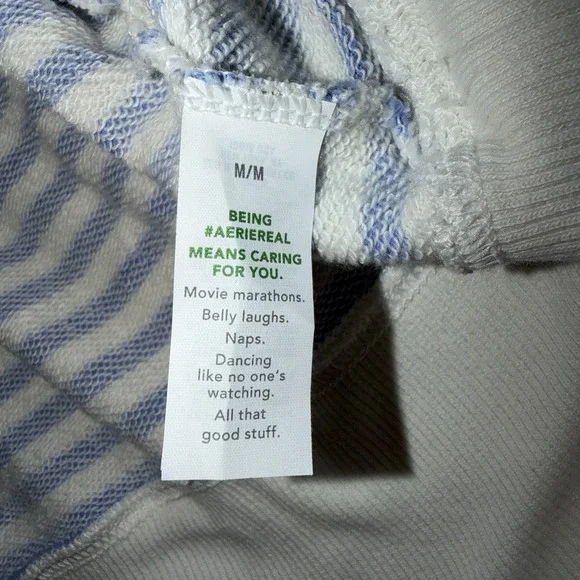 M/M
BEING
#AERIEREAL
MEANS CARING
FOR YOU.
Movie marathons.
Belly laughs.
Naps.
Dancing
like no one's
watching.
All that
good stuff.